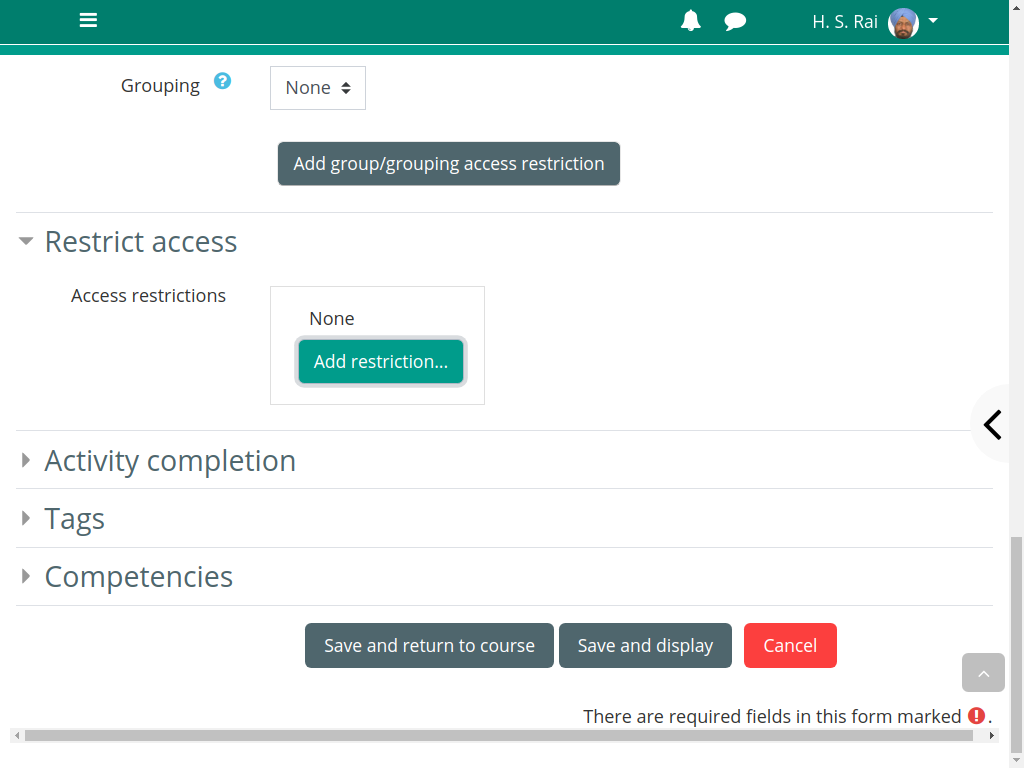 H. S. Rai
Grouping
None
Add group/grouping access restriction
Restrict access
Access restrictions
None
Add restriction...
Activity completion
Tags
Competencies
Save and return to course
Save and display
Cancel
There are required fields in this form marked .